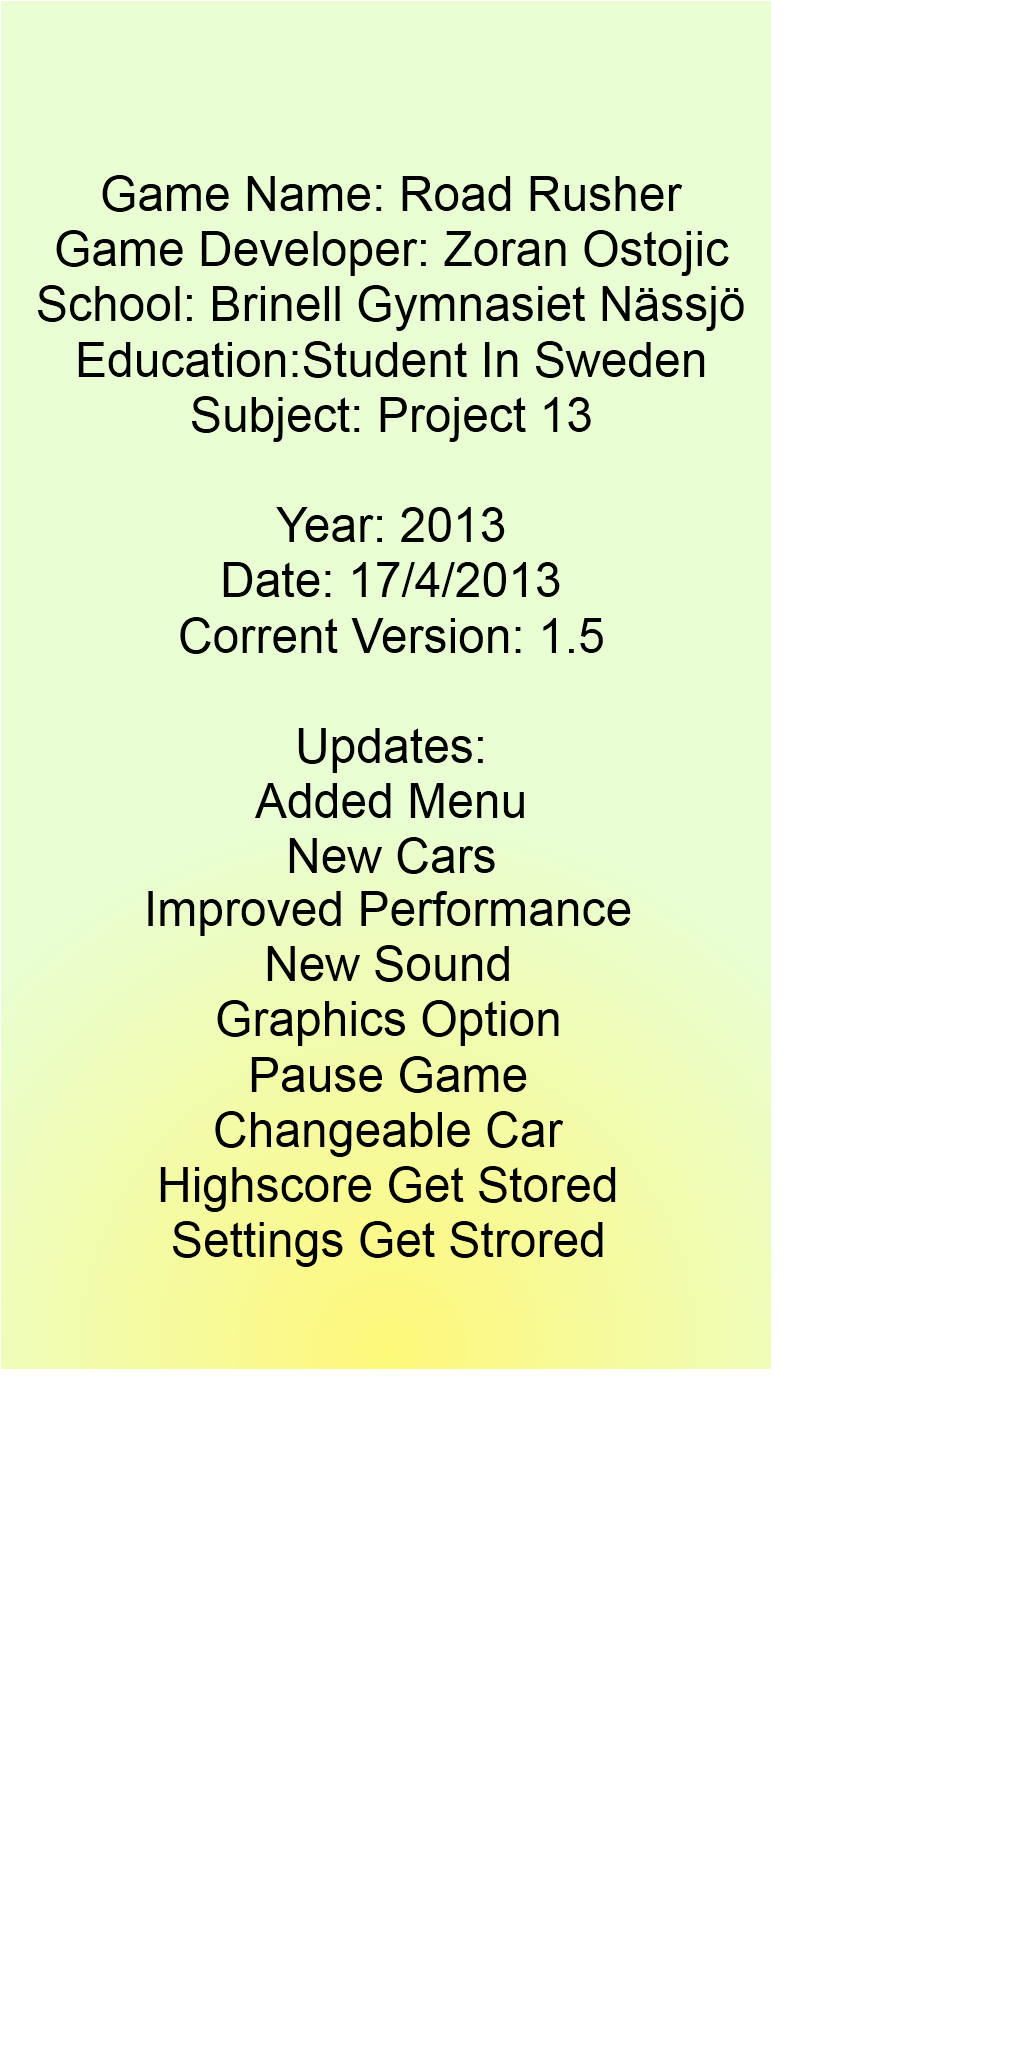 Game Name: Road Rusher
Game Developer: Zoran Ostojic
School: Brinell Gymnasiet Nässjö
Education:Student In Sweden
Subject: Project 13
Year: 2013
Date: 17/4/2013
Corrent Version: 1.5
Updates:
Added Menu
New Cars
Improved Performance
New Sound
Graphics Option
Pause Game
Changeable Car
Highscore Get Stored
Settings Get Strored